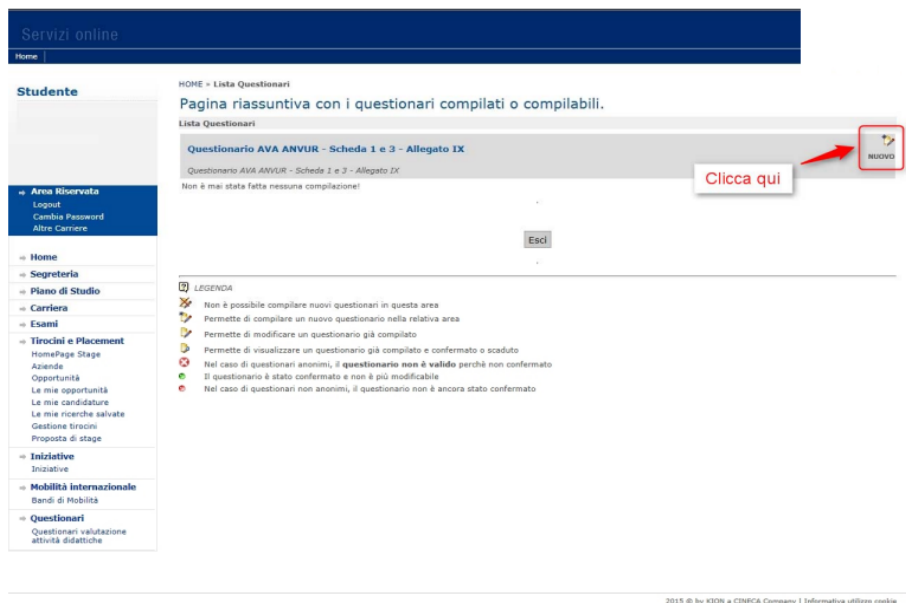 Servizi online
Home
Studente
Area Riservata
Logout
Cambia Password
Altre Carriere
Home
Segreteria
Piano di Studio
Carriera
Esami
Tirocini e Placement
HomePage Stage
Aziende
Opportunità
Le mie opportunità
Le mie candidature
Le mie ricerche salvate
Gestione tirocini
Proposta di stage
Iniziative
Iniziative
Mobilità internazionale
Bandi di Mobilità
Questionari
Questionari valutazione
attività didattiche
HOME » Lista Questionari
Pagina riassuntiva con i questionari compilati o compilabili.
Lista Questionari
Questionario AVA ANVUR - Scheda 1 e 3 - Allegato IX
Questionario AVA ANVUR - Scheda 1 e 3 - Allegato IX
NUOVO
Clicca qui
Non è mai stata fatta nessuna compilazione!
Esci
LEGENDA
Non è possibile compilare nuovi questionari in questa area
Permette di compilare un nuovo questionario nella relativa area
Permette di modificare un questionario già compilato
Permette di visualizzare un questionario già compilato e confermato o scaduto
Nel caso di questionari anonimi, il questionario non è valido perchè non confermato
Il questionario è stato confermato e non è più modificabile
Nel caso di questionari non anonimi, il questionario non è ancora stato confermato
2015 © by KION a CINECA Company | Informativa utilizzo cookie